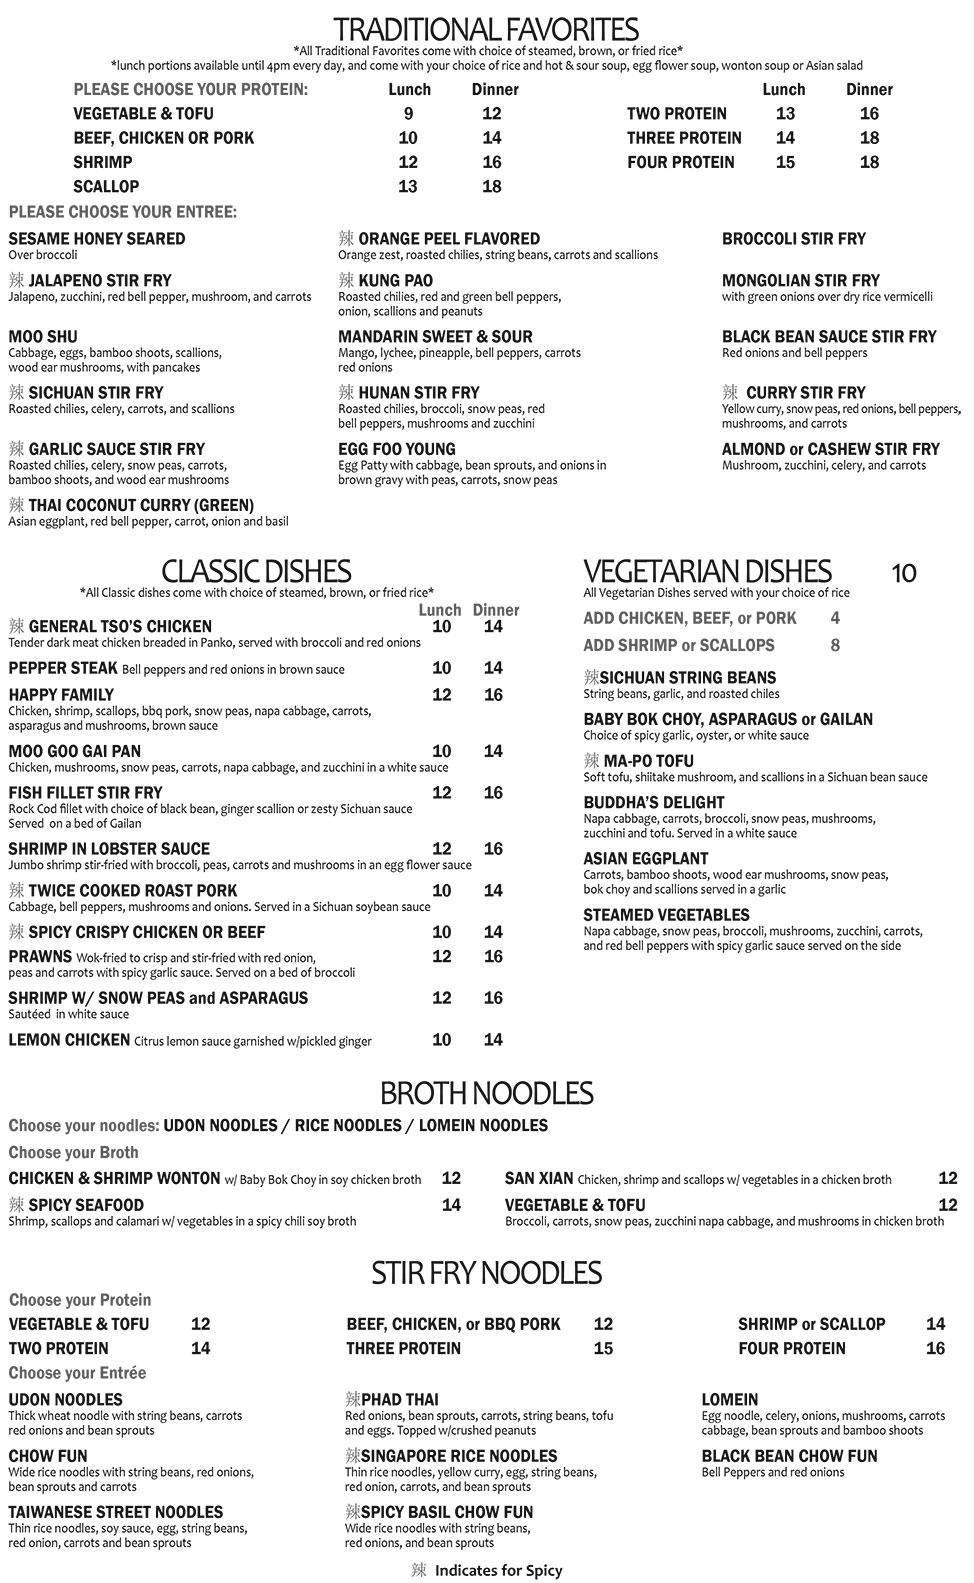 TRADITIONAL FAVORITES
*All Traditional Favorites come with choice of steamed, brown, or fried rice*
*lunch portions available until 4pm every day, and come with your choice of rice and hot & sour soup, egg flower soup, wonton soup or Asian salad
PLEASE CHOOSE YOUR PROTEIN: Lunch Dinner Lunch Dinner
VEGETABLE & TOFU 9 12 TWO PROTEIN 13 16
BEEF, CHICKEN OR PORK 10 14 THREE PROTEIN 14 18
SHRIMP 12 16 FOUR PROTEIN 15 18
SCALLOP 13 18
PLEASE CHOOSE YOUR ENTREE:
SESAME HONEY SEARED
Over broccoli
辣 JALAPENO STIR FRY
Jalapeno, zucchini, red bell pepper, mushroom, and carrots
MOO SHU
Cabbage, eggs, bamboo shoots, scallions,
wood ear mushrooms, with pancakes
辣 SICHUAN STIR FRY
Roasted chilies, celery, carrots, and scallions
辣 GARLIC SAUCE STIR FRY
Roasted chilies, celery, snow peas, carrots,
bamboo shoots, and wood ear mushrooms
辣 THAI COCONUT CURRY (GREEN)
Asian eggplant, red bell pepper, carrot, onion and basil
辣 ORANGE PEEL FLAVORED
Orange zest, roasted chilies, string beans, carrots and scallions
辣 KUNG PAO
Roasted chilies, red and green bell peppers,
onion, scallions and peanuts
MANDARIN SWEET & SOUR
Mango, lychee, pineapple, bell peppers, carrots
red onions
辣 HUNAN STIR FRY
Roasted chilies, broccoli, snow peas, red
bell peppers, mushrooms and zucchini
EGG FOO YOUNG
Egg Patty with cabbage, bean sprouts, and onions in
brown gravy with peas, carrots, snow peas
BROCCOLI STIR FRY
MONGOLIAN STIR FRY
with green onions over dry rice vermicelli
BLACK BEAN SAUCE STIR FRY
Red onions and bell peppers
辣 CURRY STIR FRY
Yellow curry, snow peas, red onions, bell peppers,
mushrooms, and carrots
ALMOND or CASHEW STIR FRY
Mushroom, zucchini, celery, and carrots
CLASSIC DISHES
*All Classic dishes come with choice of steamed, brown, or fried rice*
Lunch Dinner
辣 GENERAL TSO'S CHICKEN 10 14
Tender dark meat chicken breaded in Panko, served with broccoli and red onions
PEPPER STEAK Bell peppers and red onions in brown sauce 10 14
HAPPY FAMILY 12 16
Chicken, shrimp, scallops, bbq pork, snow peas, napa cabbage, carrots,
asparagus and mushrooms, brown sauce
MOO GOO GAI PAN 10 14
Chicken, mushrooms, snow peas, carrots, napa cabbage, and zucchini in a white sauce
FISH FILLET STIR FRY 12 16
Rock Cod fillet with choice of black bean, ginger scallion or zesty Sichuan sauce
Served on a bed of Gailan
SHRIMP IN LOBSTER SAUCE 12 16
Jumbo shrimp stir-fried with broccoli, peas, carrots and mushrooms in an egg flower sauce
辣 TWICE COOKED ROAST PORK 10 14
Cabbage, bell peppers, mushrooms and onions. Served in a Sichuan soybean sauce
辣 SPICY CRISPY CHICKEN OR BEEF 10 14
PRAWNS Wok-fried to crisp and stir-fried with red onion, 12 16
peas and carrots with spicy garlic sauce. Served on a bed of broccoli
SHRIMP W/ SNOW PEAS and ASPARAGUS 12 16
Sautéed in white sauce
LEMON CHICKEN Citrus lemon sauce garnished w/pickled ginger 10 14
VEGETARIAN DISHES 10
All Vegetarian Dishes served with your choice of rice
ADD CHICKEN, BEEF, or PORK 4
ADD SHRIMP or SCALLOPS 8
辣SICHUAN STRING BEANS
String beans, garlic, and roasted chiles
BABY BOK CHOY, ASPARAGUS or GAILAN
Choice of spicy garlic, oyster, or white sauce
辣 MA-PO TOFU
Soft tofu, shiitake mushroom, and scallions in a Sichuan bean sauce
BUDDHA'S DELIGHT
Napa cabbage, carrots, broccoli, snow peas, mushrooms,
zucchini and tofu. Served in a white sauce
ASIAN EGGPLANT
Carrots, bamboo shoots, wood ear mushrooms, snow peas,
bok choy and scallions served in a garlic
STEAMED VEGETABLES
Napa cabbage, snow peas, broccoli, mushrooms, zucchini, carrots,
and red bell peppers with spicy garlic sauce served on the side
BROTH NOODLES
Choose your noodles: UDON NOODLES / RICE NOODLES / LOMEIN NOODLES
Choose your Broth
CHICKEN & SHRIMP WONTON w/ Baby Bok Choy in soy chicken broth 12
辣 SPICY SEAFOOD 14
Shrimp, scallops and calamari w/ vegetables in a spicy chili soy broth
SAN XIAN Chicken, shrimp and scallops w/ vegetables in a chicken broth 12
VEGETABLE & TOFU 12
Broccoli, carrots, snow peas, zucchini napa cabbage, and mushrooms in chicken broth
STIR FRY NOODLES
Choose your Protein
VEGETABLE & TOFU 12 BEEF, CHICKEN, or BBQ PORK 12 SHRIMP or SCALLOP 14
TWO PROTEIN 14 THREE PROTEIN 15 FOUR PROTEIN 16
Choose your Entrée
UDON NOODLES
Thick wheat noodle with string beans, carrots
red onions and bean sprouts
CHOW FUN
Wide rice noodles with string beans, red onions,
bean sprouts and carrots
TAIWANESE STREET NOODLES
Thin rice noodles, soy sauce, egg, string beans,
red onion, carrots and bean sprouts
辣PHAD THAI
Red onions, bean sprouts, carrots, string beans, tofu
and eggs. Topped w/crushed peanuts
辣SINGAPORE RICE NOODLES
Thin rice noodles, yellow curry, egg, string beans,
red onion, carrots, and bean sprouts
辣SPICY BASIL CHOW FUN
Wide rice noodles with string beans,
red onions, and bean sprouts
LOMEIN
Egg noodle, celery, onions, mushrooms, carrots
cabbage, bean sprouts and bamboo shoots
BLACK BEAN CHOW FUN
Bell Peppers and red onions
辣 Indicates for Spicy